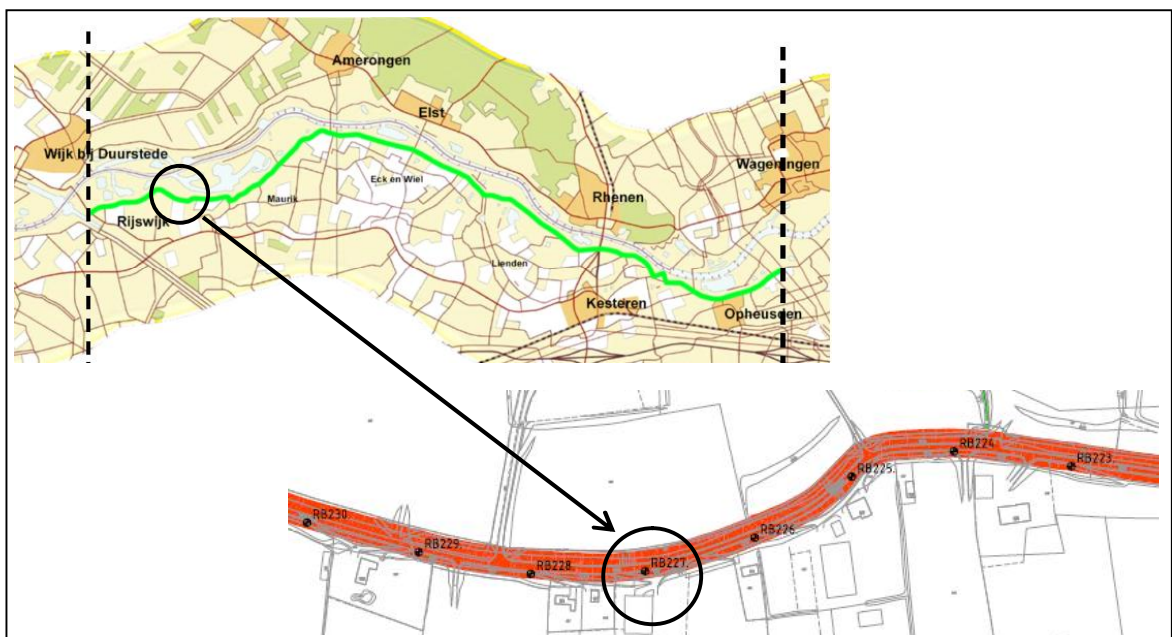 Amerongen
Elst
Wijk bij Duurstede
Wageningen
Eck en Wiel
Rhenen
Maurik
Rijswijk
Lienden
Kesteren
Opheusden
RB224
RB223.
RB225.
RB230
RB226.
RB229.
RB227.
RB228.